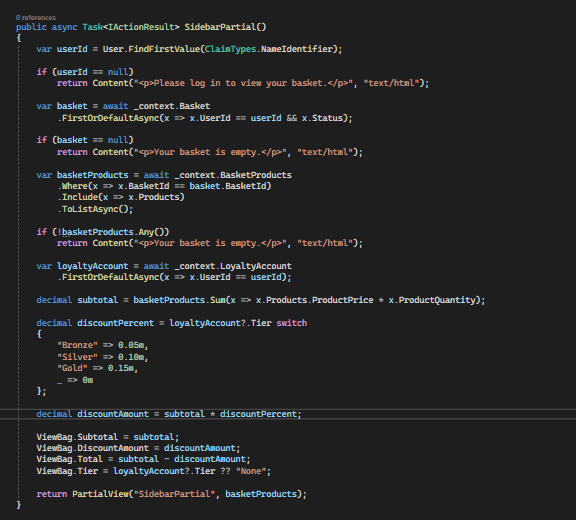 0 references
public async Task<IActionResult> SidebarPartial()
{
var userId = User.FindFirstValue(ClaimTypes.NameIdentifier);
if (userId == null)
return Content("<p>Please log in to view your basket.</p>", "text/html");
var basket = await _context.Basket
.FirstOrDefaultAsync(x => x.UserId == userId && x.Status);
if (basket == null)
return Content("<p>Your basket is empty.</p>", "text/html");
var basketProducts = await _context.BasketProducts
.Where(x => x.BasketId == basket.BasketId)
.Include(x => x.Products)
.ToListAsync();
if (!basketProducts.Any())
return Content("<p>Your basket is empty.</p>", "text/html");
var loyaltyAccount = await _context.LoyaltyAccount
.FirstOrDefaultAsync(x => x.UserId == userId);
decimal subtotal = basketProducts.Sum(x => x.Products.ProductPrice * x.ProductQuantity);
decimal discountPercent = loyaltyAccount?.Tier switch
{
"Bronze" => 0.05m,
"Silver" => 0.10m,
"Gold" => 0.15m,
_ => 0m
};
decimal discountAmount = subtotal * discountPercent;
ViewBag.Subtotal = subtotal;
ViewBag.DiscountAmount = discountAmount;
ViewBag.Total = subtotal - discountAmount;
ViewBag.Tier = loyaltyAccount?.Tier ?? "None";
return PartialView("SidebarPartial", basketProducts);
}